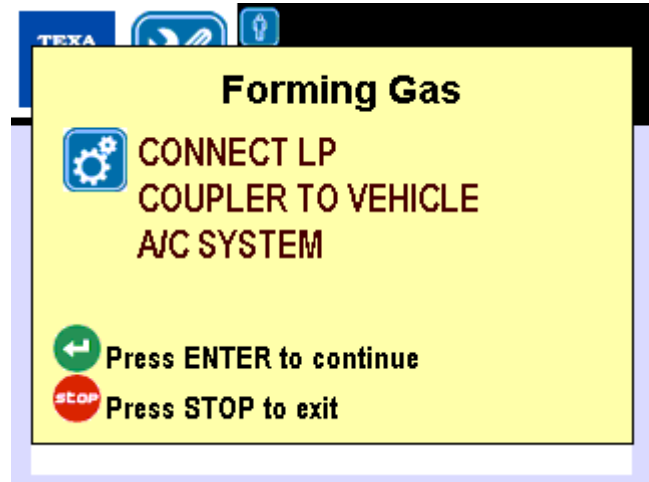 TEXA
Forming Gas
CONNECT LP
COUPLER TO VEHICLE
A/C SYSTEM
Press ENTER to continue
stop Press STOP to exit